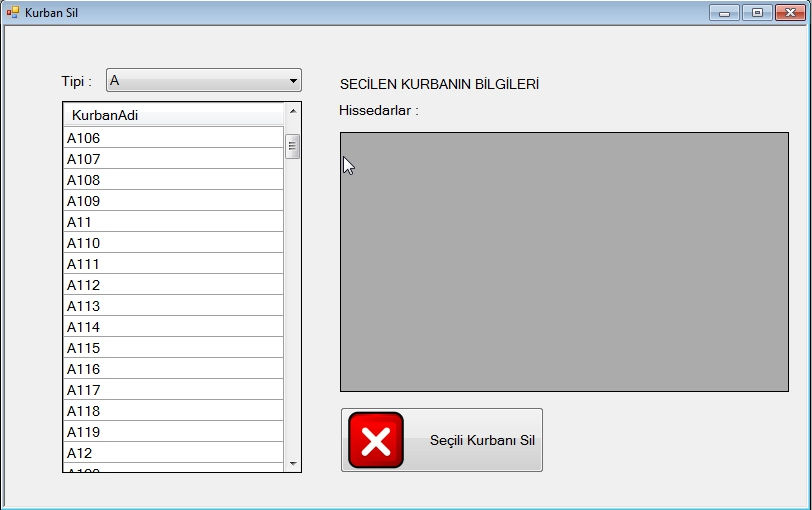 Kurban Sil
Tipi :
A
KurbanAdi
A106
A107
A108
A109
A11
A110
A111
A112
A113
A114
A115
A116
A117
A118
A119
A12
SECİLEN KURBANIN BİLGİLERİ
Hissedarlar :
Seçili Kurbanı Sil